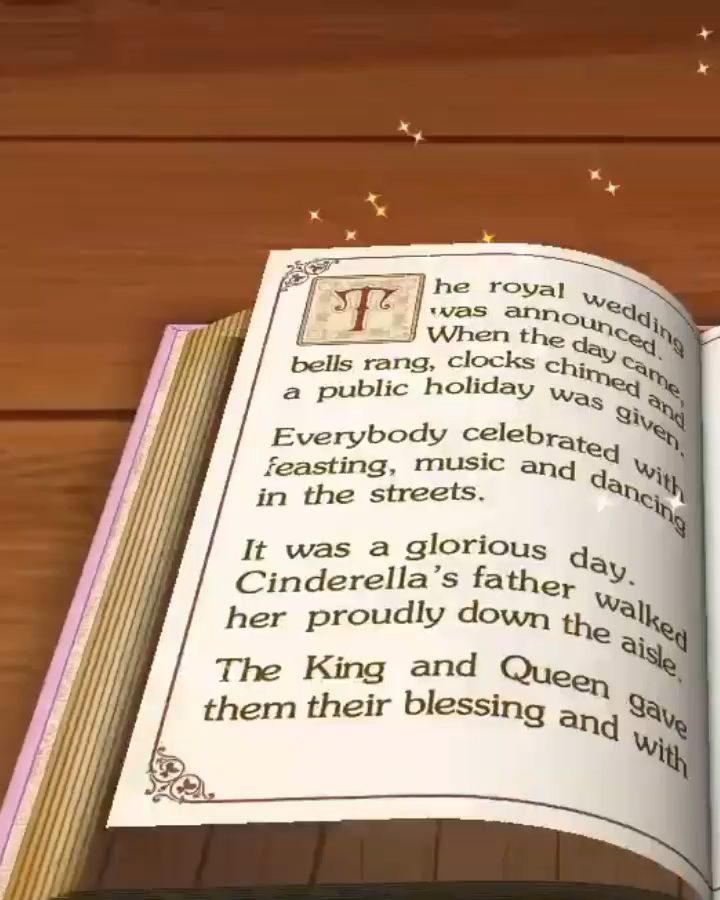 The royal wedding
was announced.
When the day came,
bells rang, clocks chimed and
a public holiday was given.
Everybody celebrated with
feasting, music and dancing
in the streets.
It was a glorious day.
Cinderella's father walked
her proudly down the aisle.
The King and Queen gave
them their blessing and with